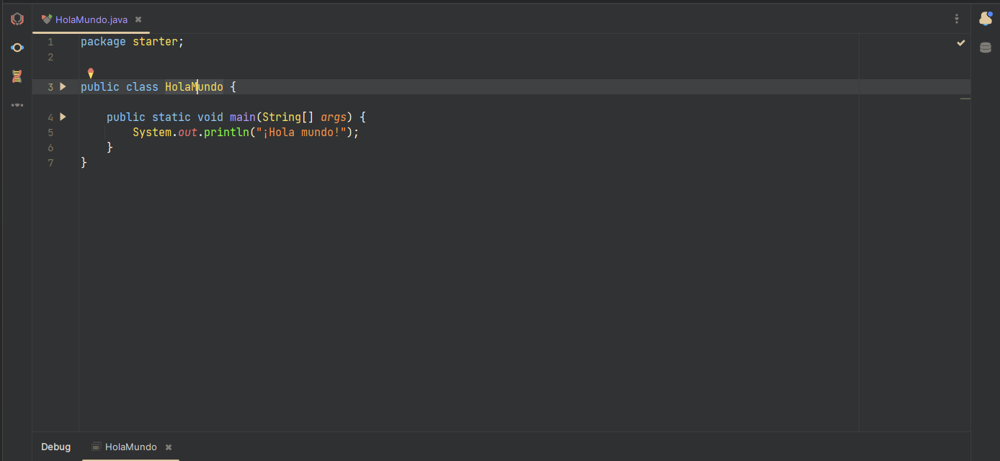 HolaMundo.java
1 package starter;
2
3 public class HolaMundo {
4     public static void main(String[] args) {
5         System.out.println("¡Hola mundo!");
6     }
7 }
Debug HolaMundo